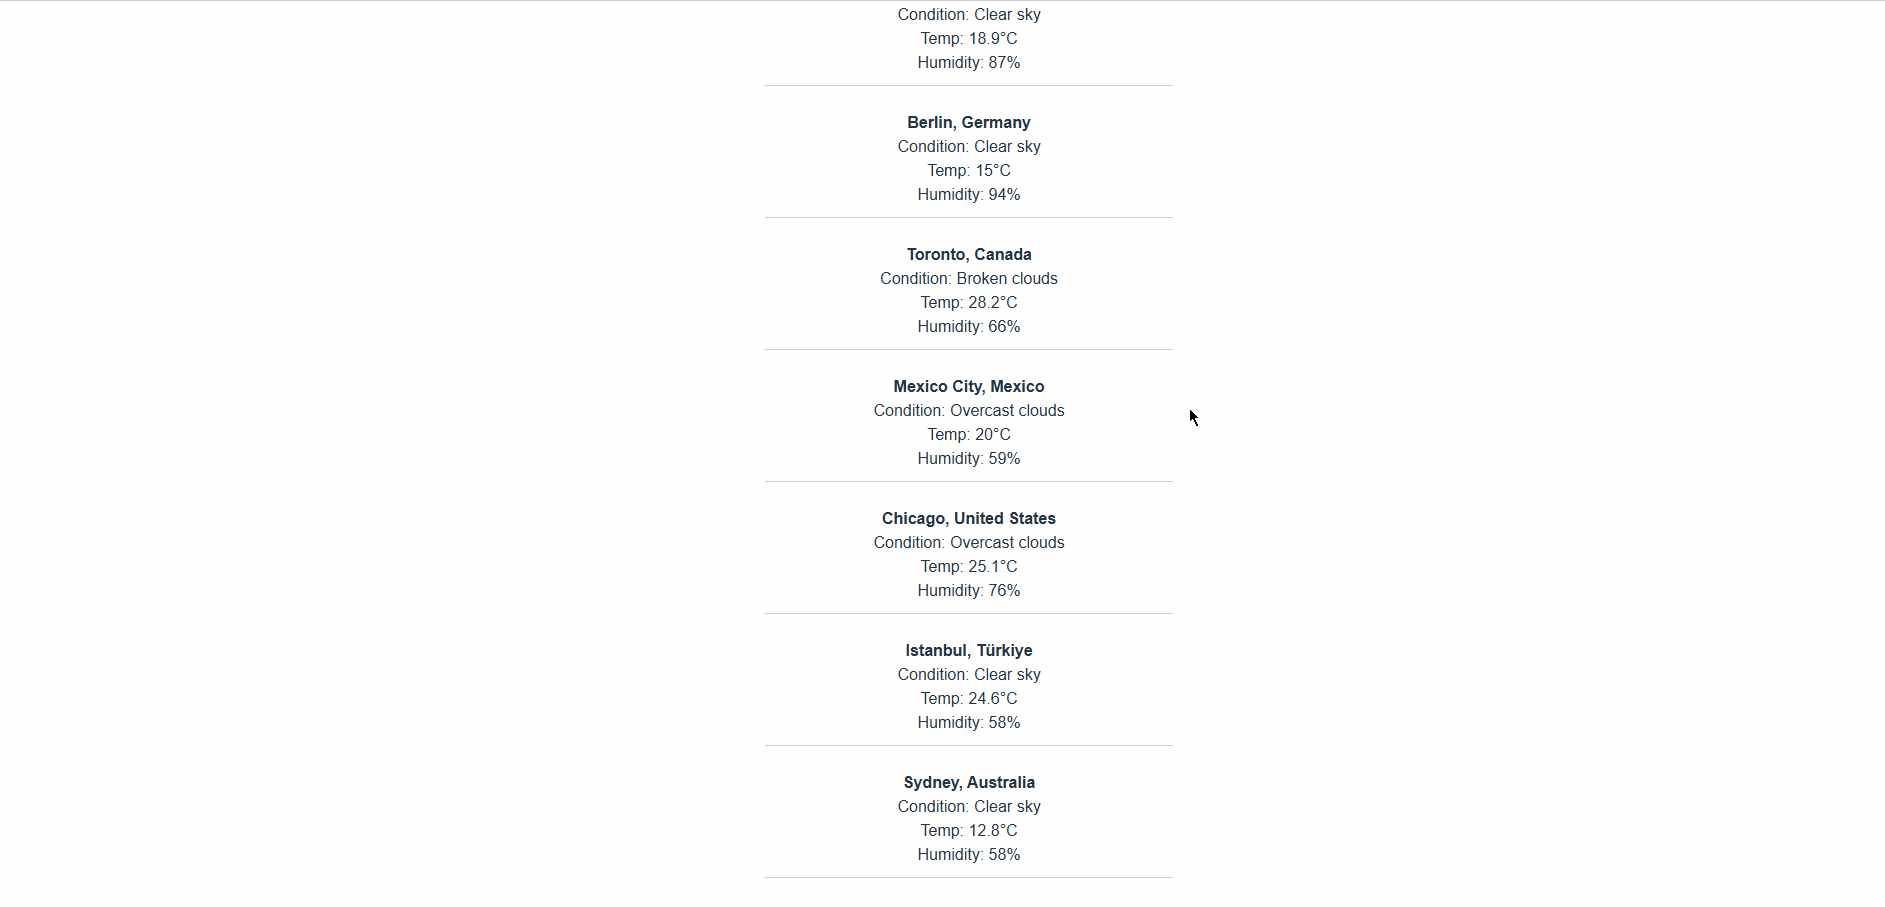 Condition: Clear sky
Temp: 18.9°C
Humidity: 87%
Berlin, Germany
Condition: Clear sky
Temp: 15°C
Humidity: 94%
Toronto, Canada
Condition: Broken clouds
Temp: 28.2°C
Humidity: 66%
Mexico City, Mexico
Condition: Overcast clouds
Temp: 20°C
Humidity: 59%
Chicago, United States
Condition: Overcast clouds
Temp: 25.1°C
Humidity: 76%
Istanbul, Türkiye
Condition: Clear sky
Temp: 24.6°C
Humidity: 58%
Sydney, Australia
Condition: Clear sky
Temp: 12.8°C
Humidity: 58%